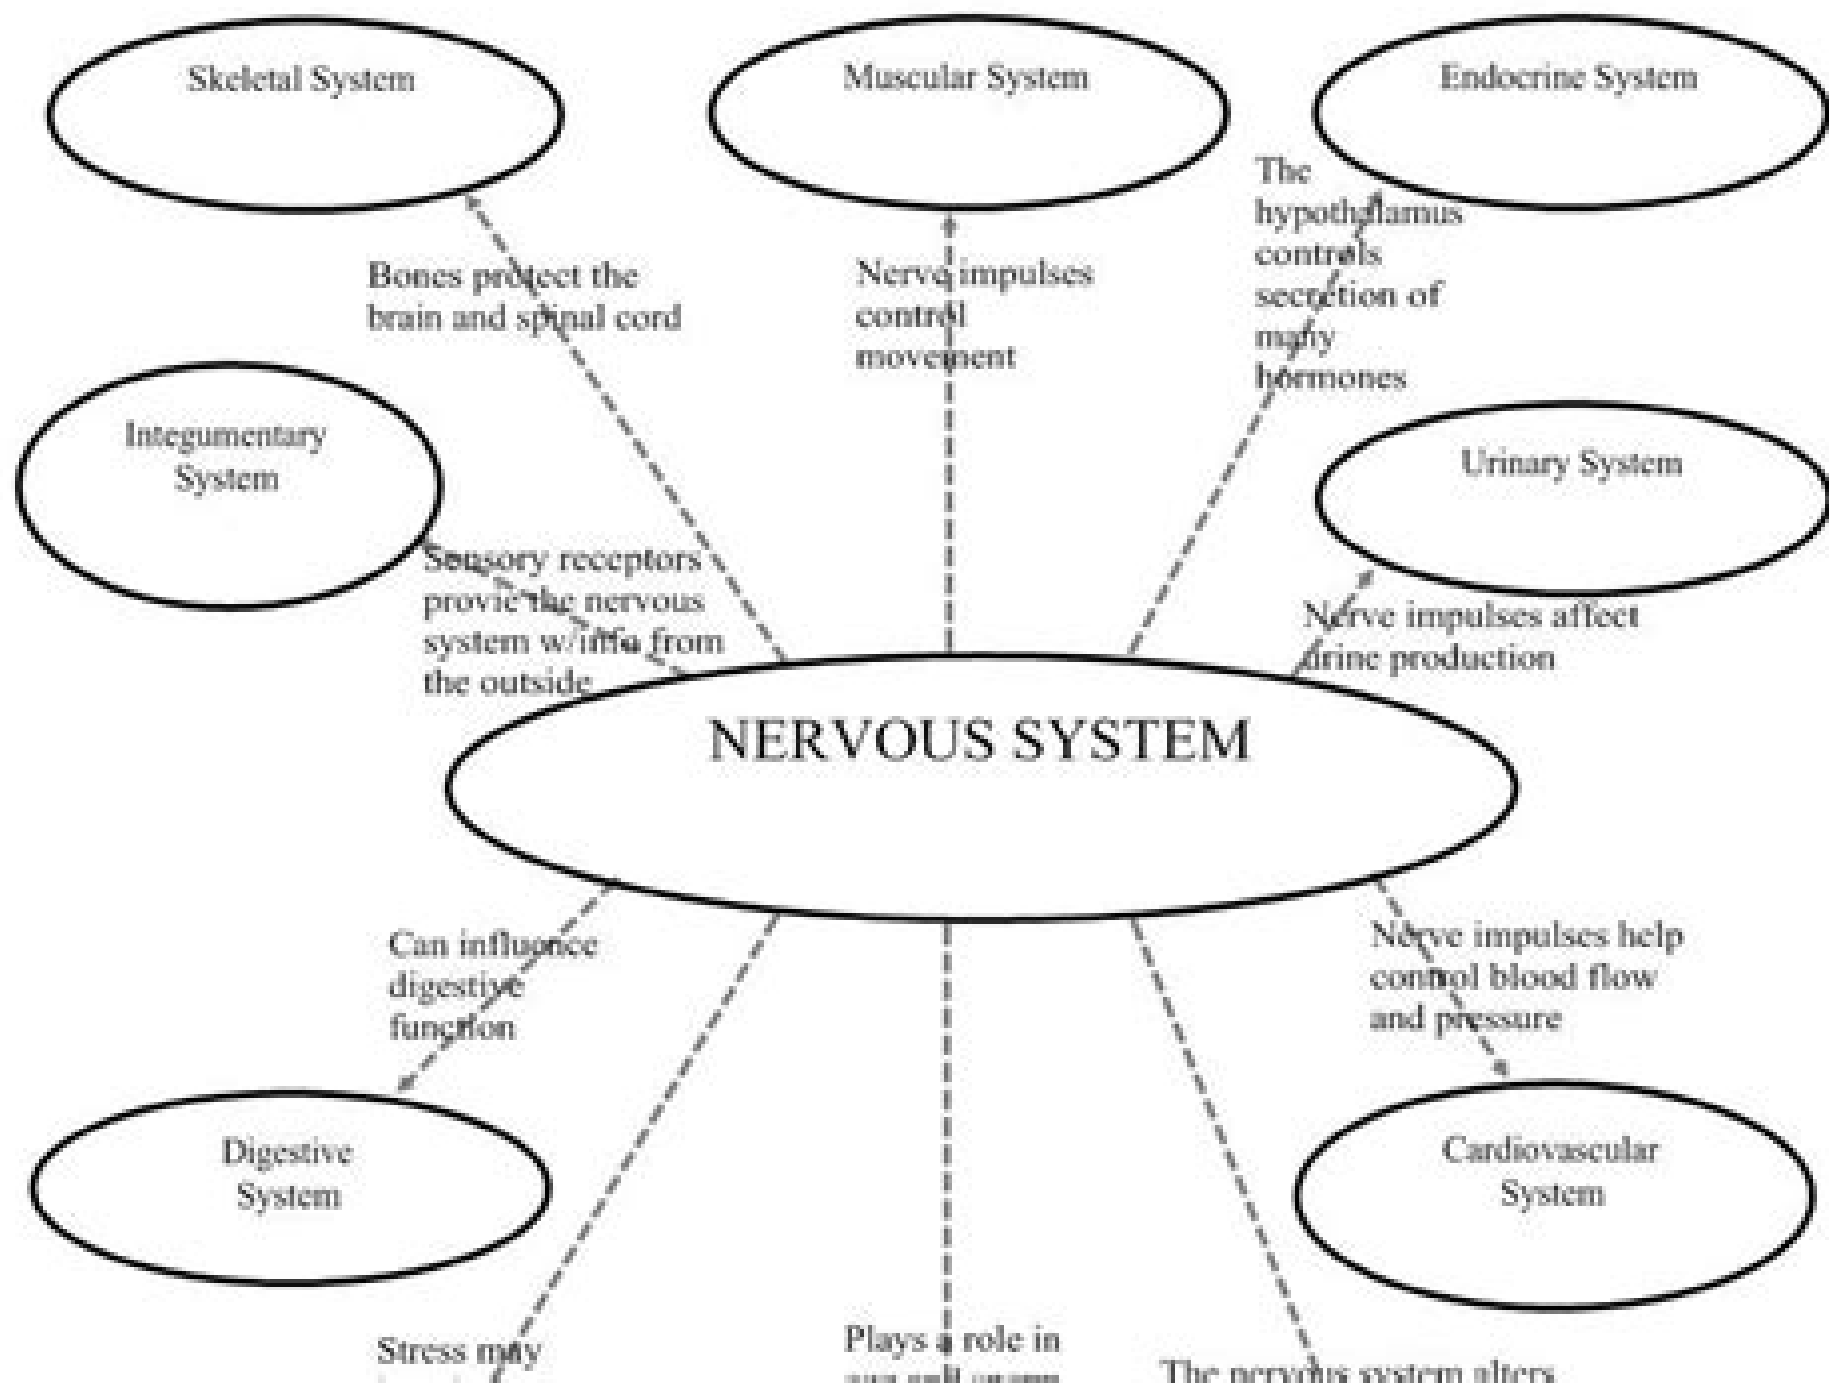 Skeletal System
Muscular System
Endocrine System
The
hypothalamus
controls
secretion of
many
hormones
Bones protect the
brain and spinal cord
Nerve impulses
control
movement
Integumentary
System
Urinary System
Sensory receptors
provie the nervous
system w/info from
the outside
Nerve impulses affect
urine production
NERVOUS SYSTEM
Can influence
digestive
function
Nerve impulses help
control blood flow
and pressure
Digestive
System
Cardiovascular
System
Stress may
Plays a role in
The nervous system alters